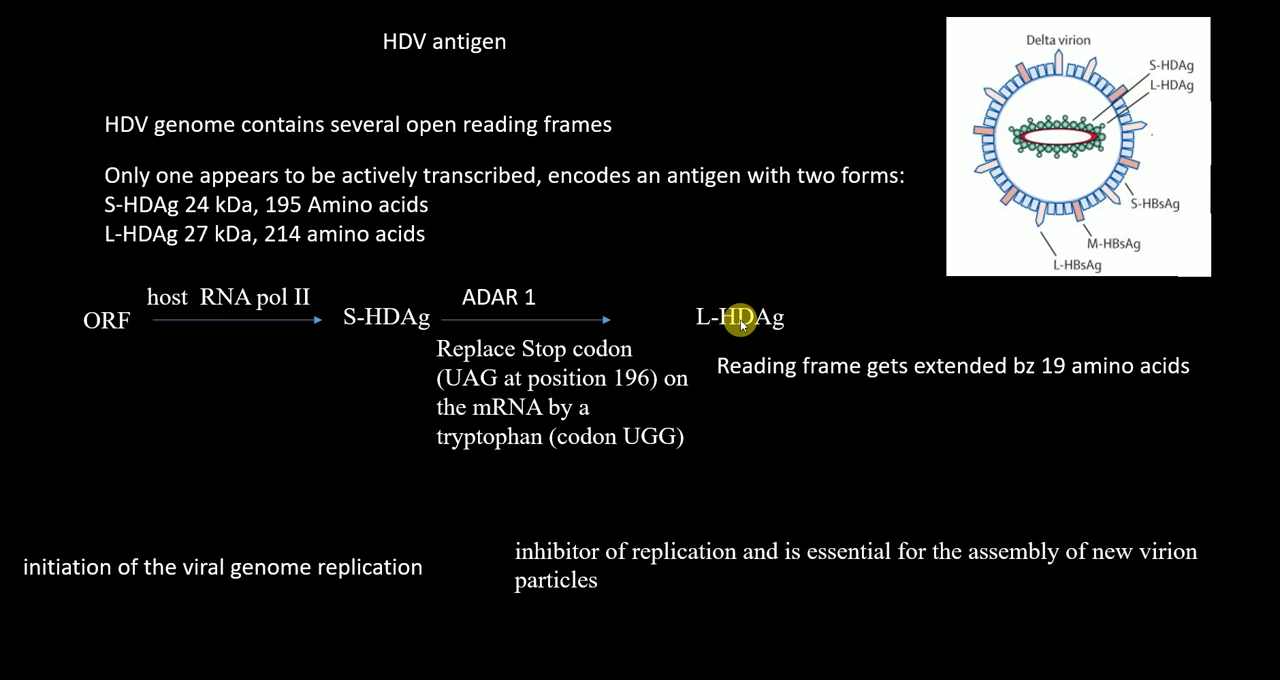 HDV antigen
HDV genome contains several open reading frames
Only one appears to be actively transcribed, encodes an antigen with two forms:
S-HDAg 24 kDa, 195 Amino acids
L-HDAg 27 kDa, 214 amino acids
Delta virion
S-HDAg
L-HDAg
S-HBsAg
M-HBsAg
L-HBsAg
ORF
host RNA pol II
S-HDAg
ADAR 1
Replace Stop codon
(UAG at position 196) on
the mRNA by a
tryptophan (codon UGG)
L-HDAg
Reading frame gets extended bz 19 amino acids
initiation of the viral genome replication
inhibitor of replication and is essential for the assembly of new virion
particles